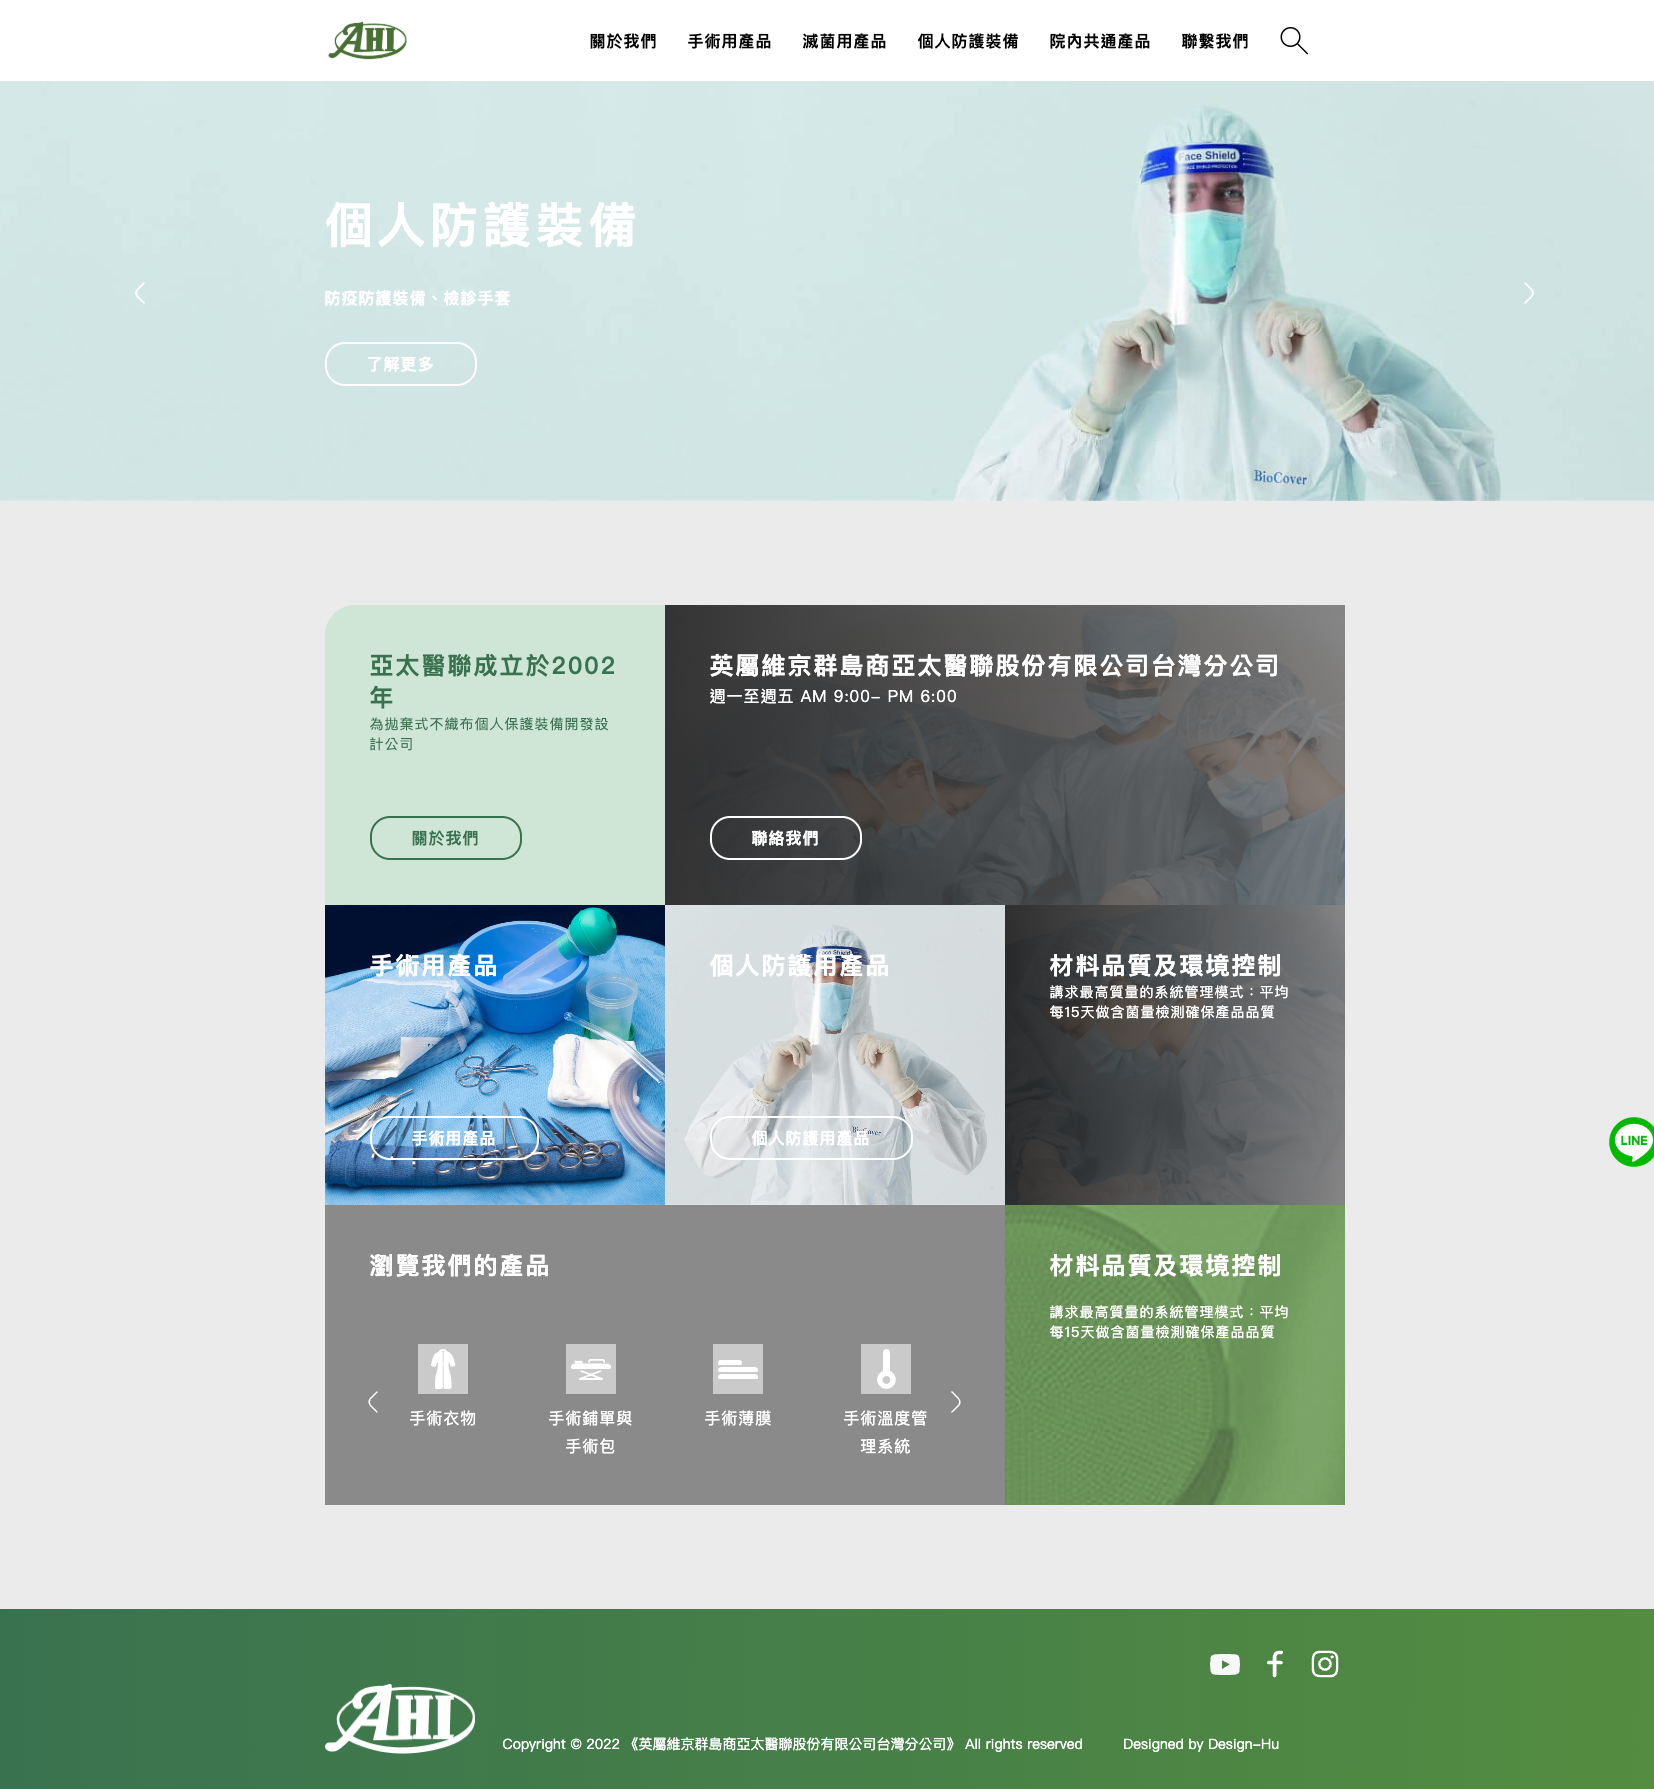 AHI
關於我們 手術用產品 滅菌用產品 個人防護裝備 院內共通產品 聯繫我們
Face Shield
個人防護裝備
防疫防護裝備、檢診手套
了解更多
BioCover
亞太醫聯成立於2002
年
為拋棄式不織布個人保護裝備開發設
計公司
關於我們
英屬維京群島商亞太醫聯股份有限公司台灣分公司
週一至週五 AM 9:00- PM 6:00
聯絡我們
手術用產品
手術用產品
個人防護用產品
Face Shield
BioCover
個人防護用產品
材料品質及環境控制
講求最高質量的系統管理模式：平均
每15天做含菌量檢測確保產品品質
LINE
瀏覽我們的產品
手術衣物
手術鋪單與
手術包
手術薄膜
手術溫度管
理系統
材料品質及環境控制
講求最高質量的系統管理模式：平均
每15天做含菌量檢測確保產品品質
AHI
Copyright © 2022 《英屬維京群島商亞太醫聯股份有限公司台灣分公司》 All rights reserved Designed by Design-Hu